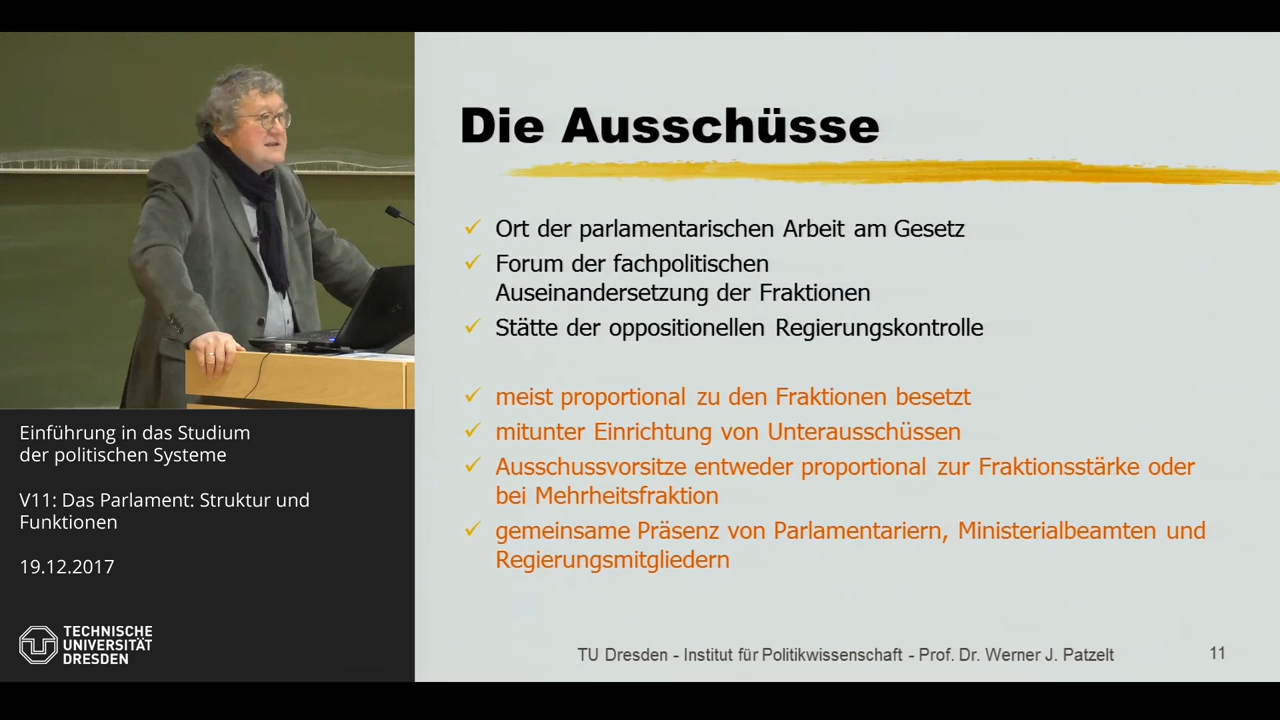 Die Ausschüsse
Ort der parlamentarischen Arbeit am Gesetz
Forum der fachpolitischen
Auseinandersetzung der Fraktionen
Stätte der oppositionellen Regierungskontrolle
meist proportional zu den Fraktionen besetzt
mitunter Einrichtung von Unterausschüssen
Ausschussvorsitze entweder proportional zur Fraktionsstärke oder
bei Mehrheitsfraktion
gemeinsame Präsenz von Parlamentariern, Ministerialbeamten und
Regierungsmitgliedern
TU Dresden - Institut für Politikwissenschaft - Prof. Dr. Werner J. Patzelt
11
Einführung in das Studium
der politischen Systeme
V11: Das Parlament: Struktur und
Funktionen
19.12.2017
TECHNISCHE
UNIVERSITÄT
DRESDEN